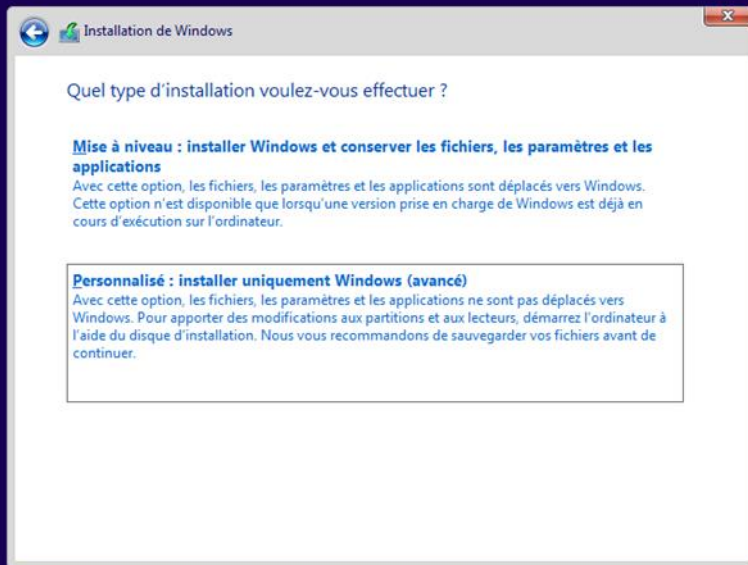 Installation de Windows
Quel type d'installation voulez-vous effectuer ?
Mise à niveau : installer Windows et conserver les fichiers, les paramètres et les
applications
Avec cette option, les fichiers, les paramètres et les applications sont déplacés vers Windows.
Cette option n'est disponible que lorsqu'une version prise en charge de Windows est déjà en
cours d'exécution sur l'ordinateur.
Personnalisé : installer uniquement Windows (avancé)
Avec cette option, les fichiers, les paramètres et les applications ne sont pas déplacés vers
Windows. Pour apporter des modifications aux partitions et aux lecteurs, démarrez l'ordinateur à
l'aide du disque d'installation. Nous vous recommandons de sauvegarder vos fichiers avant de
continuer.